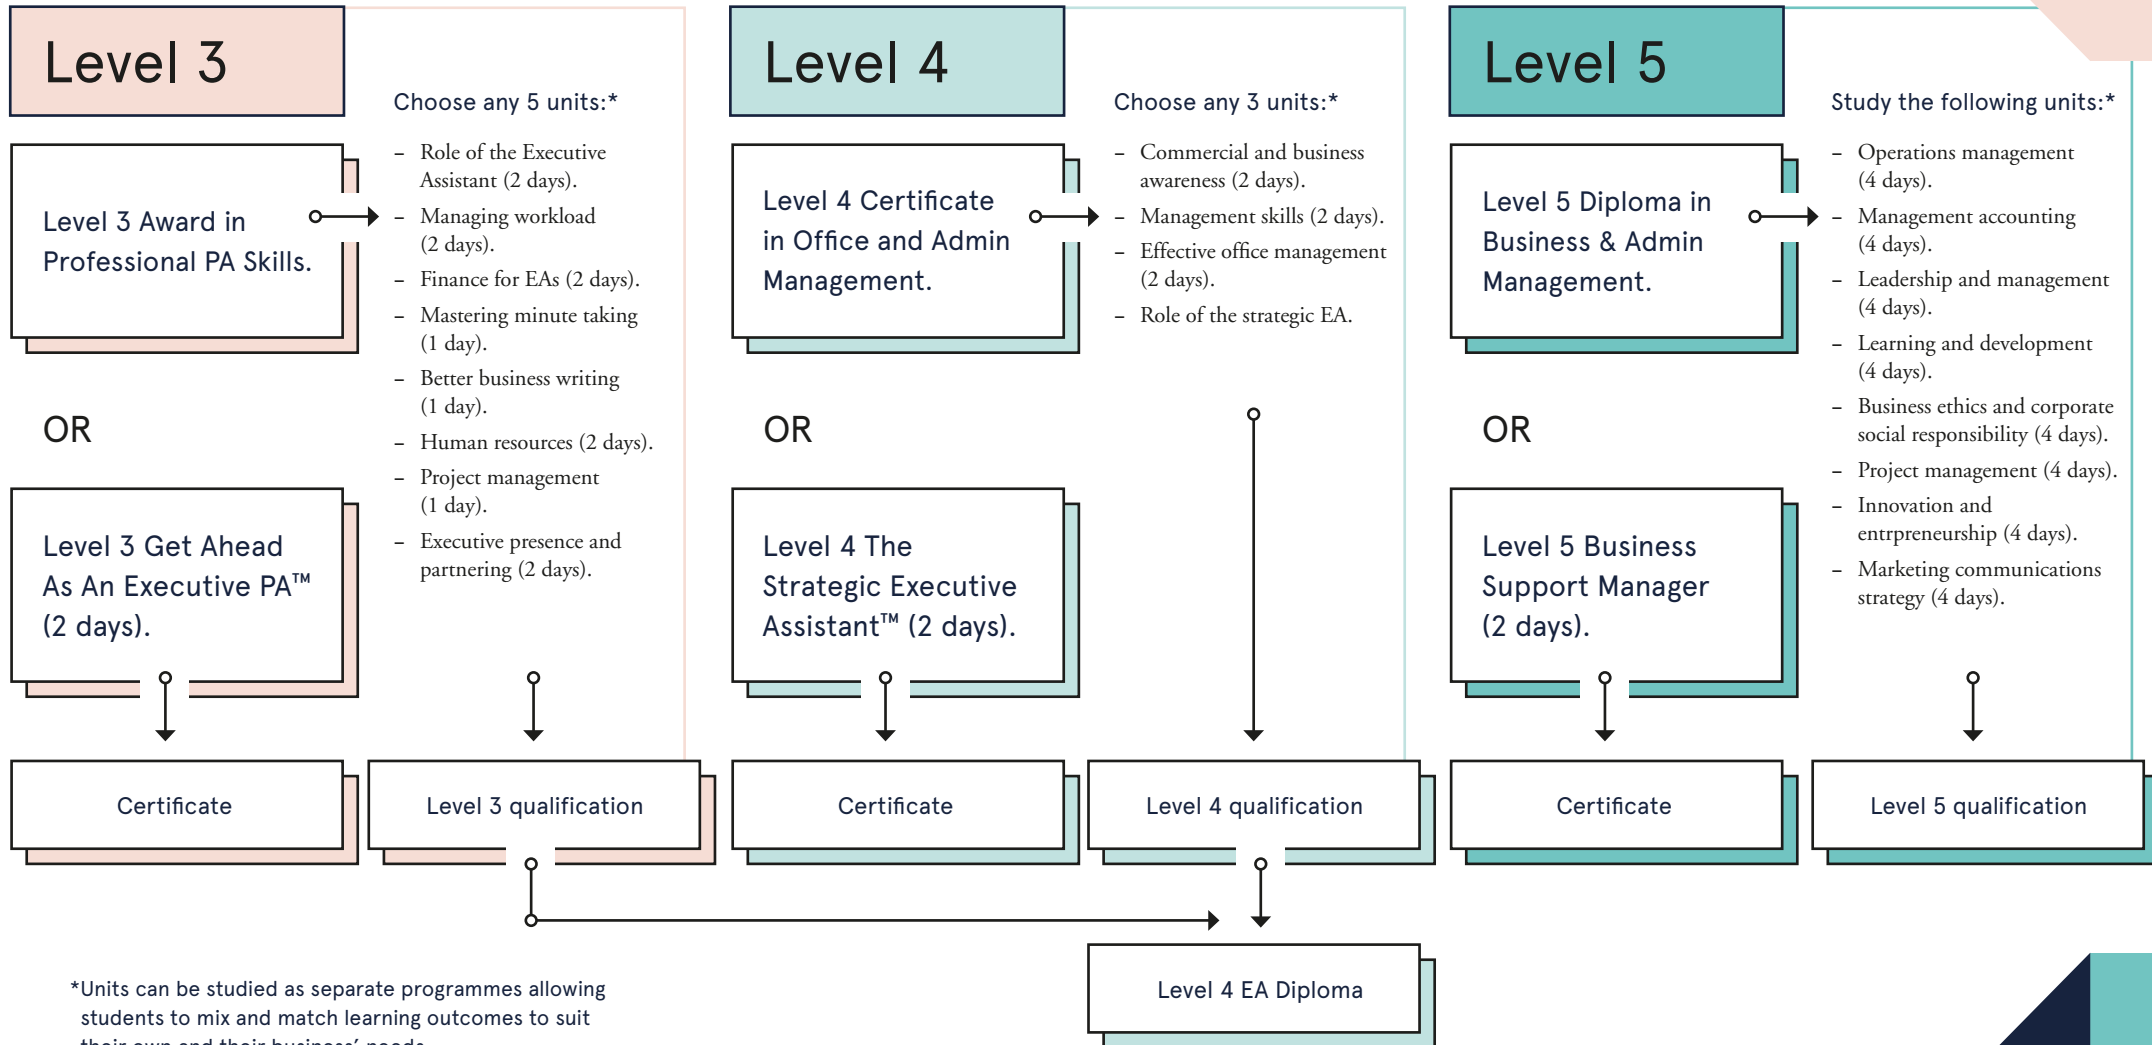 Level 3
Choose any 5 units:*
Level 3 Award in
Professional PA Skills.
– Role of the Executive
Assistant (2 days).
– Managing workload
(2 days).
– Finance for EAs (2 days).
– Mastering minute taking
(1 day).
– Better business writing
(1 day).
– Human resources (2 days).
– Project management
(1 day).
– Executive presence and
partnering (2 days).
OR
Level 3 Get Ahead
As An Executive PA™
(2 days).
Certificate
Level 3 qualification
Level 4
Choose any 3 units:*
Level 4 Certificate
in Office and Admin
Management.
– Commercial and business
awareness (2 days).
– Management skills (2 days).
– Effective office management
(2 days).
– Role of the strategic EA.
OR
Level 4 The
Strategic Executive
Assistant™ (2 days).
Certificate
Level 4 qualification
Level 5
Study the following units:*
Level 5 Diploma in
Business & Admin
Management.
– Operations management
(4 days).
– Management accounting
(4 days).
– Leadership and management
(4 days).
– Learning and development
(4 days).
– Business ethics and corporate
social responsibility (4 days).
– Project management (4 days).
– Innovation and
entrpreneurship (4 days).
– Marketing communications
strategy (4 days).
OR
Level 5 Business
Support Manager
(2 days).
Certificate
Level 5 qualification
Level 4 EA Diploma
*Units can be studied as separate programmes allowing
students to mix and match learning outcomes to suit
their own and their business' needs